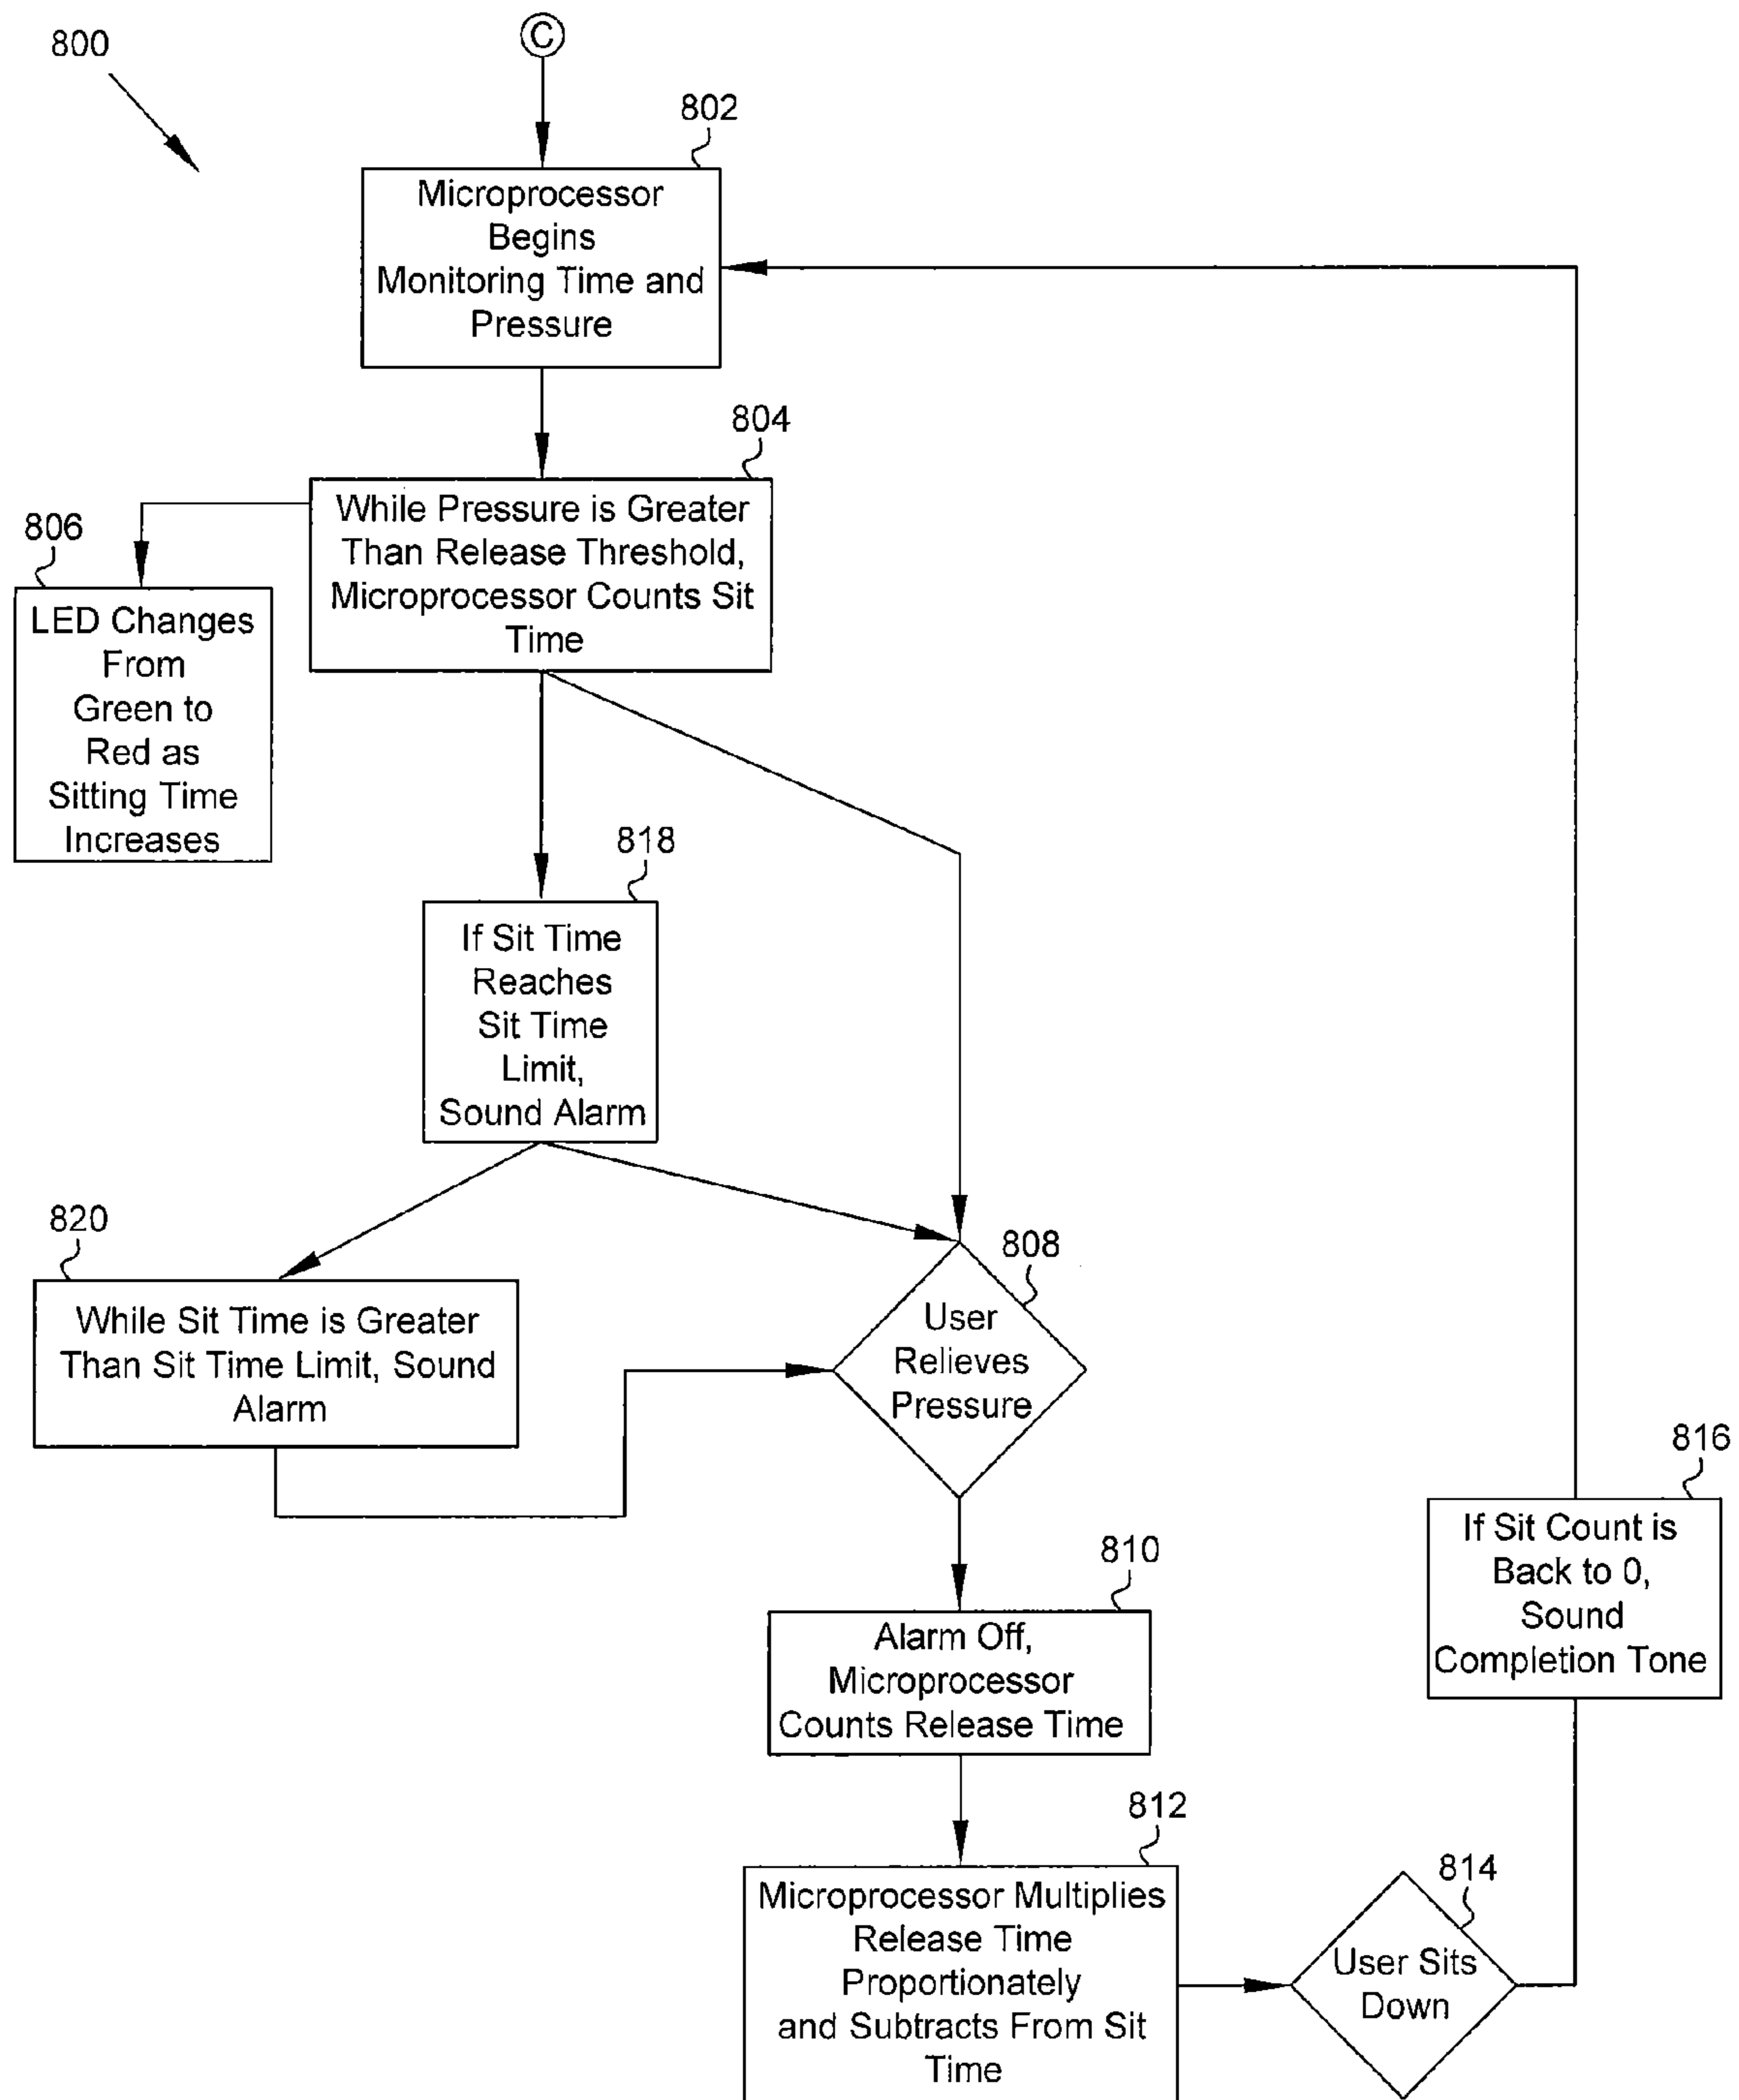 800
C
802
Microprocessor
Begins
Monitoring Time and
Pressure
804
While Pressure is Greater
Than Release Threshold,
Microprocessor Counts Sit
Time
806
LED Changes
From
Green to
Red as
Sitting Time
Increases
818
If Sit Time
Reaches
Sit Time
Limit,
Sound Alarm
820
While Sit Time is Greater
Than Sit Time Limit, Sound
Alarm
808
User
Relieves
Pressure
810
Alarm Off,
Microprocessor
Counts Release Time
812
Microprocessor Multiplies
Release Time
Proportionately
and Subtracts From Sit
Time
814
User Sits
Down
816
If Sit Count is
Back to 0,
Sound
Completion Tone